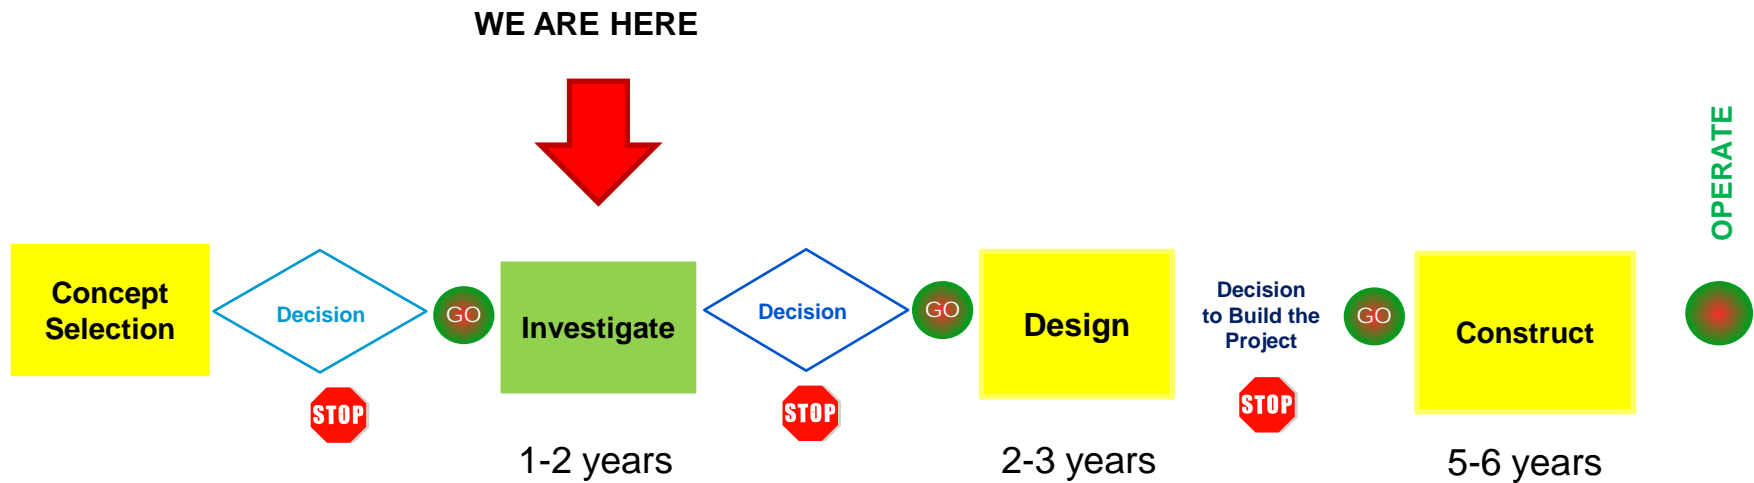 WE ARE HERE
OPERATE
Concept
Selection
Decision
GO
STOP
Investigate
1-2 years
Decision
GO
STOP
Design
2-3 years
Decision
to Build the
Project
GO
STOP
Construct
5-6 years